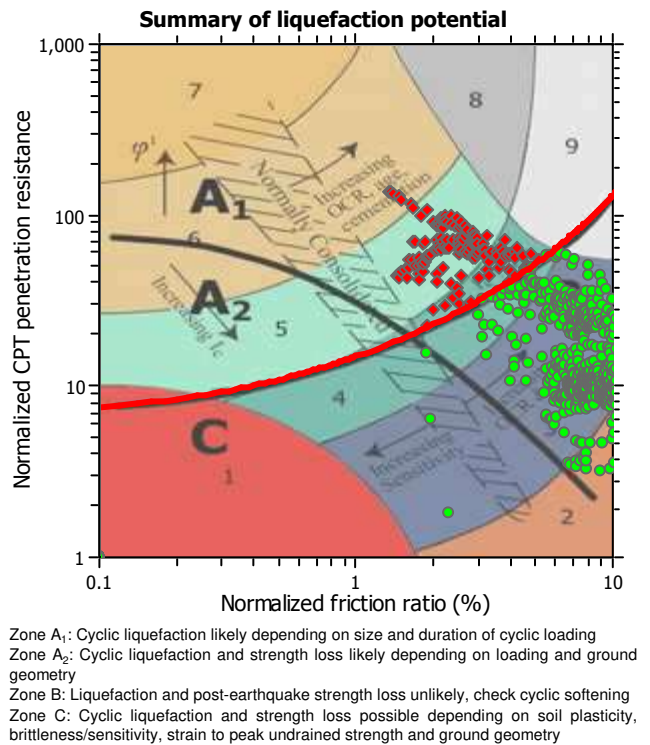 Summary of liquefaction potential
Normalized CPT penetration resistance
1,000
100
10
1
7
8
9
φ'
A1
Increasing
OCR, age,
cementation
Normally Consolidated
6
A2
Increasing Ic
5
4
C
1
Increasing
Sensitivity
OCR
2
0.1
1
10
Normalized friction ratio (%)
Zone A1: Cyclic liquefaction likely depending on size and duration of cyclic loading
Zone A2: Cyclic liquefaction and strength loss likely depending on loading and ground
geometry
Zone B: Liquefaction and post-earthquake strength loss unlikely, check cyclic softening
Zone C: Cyclic liquefaction and strength loss possible depending on soil plasticity,
brittleness/sensitivity, strain to peak undrained strength and ground geometry